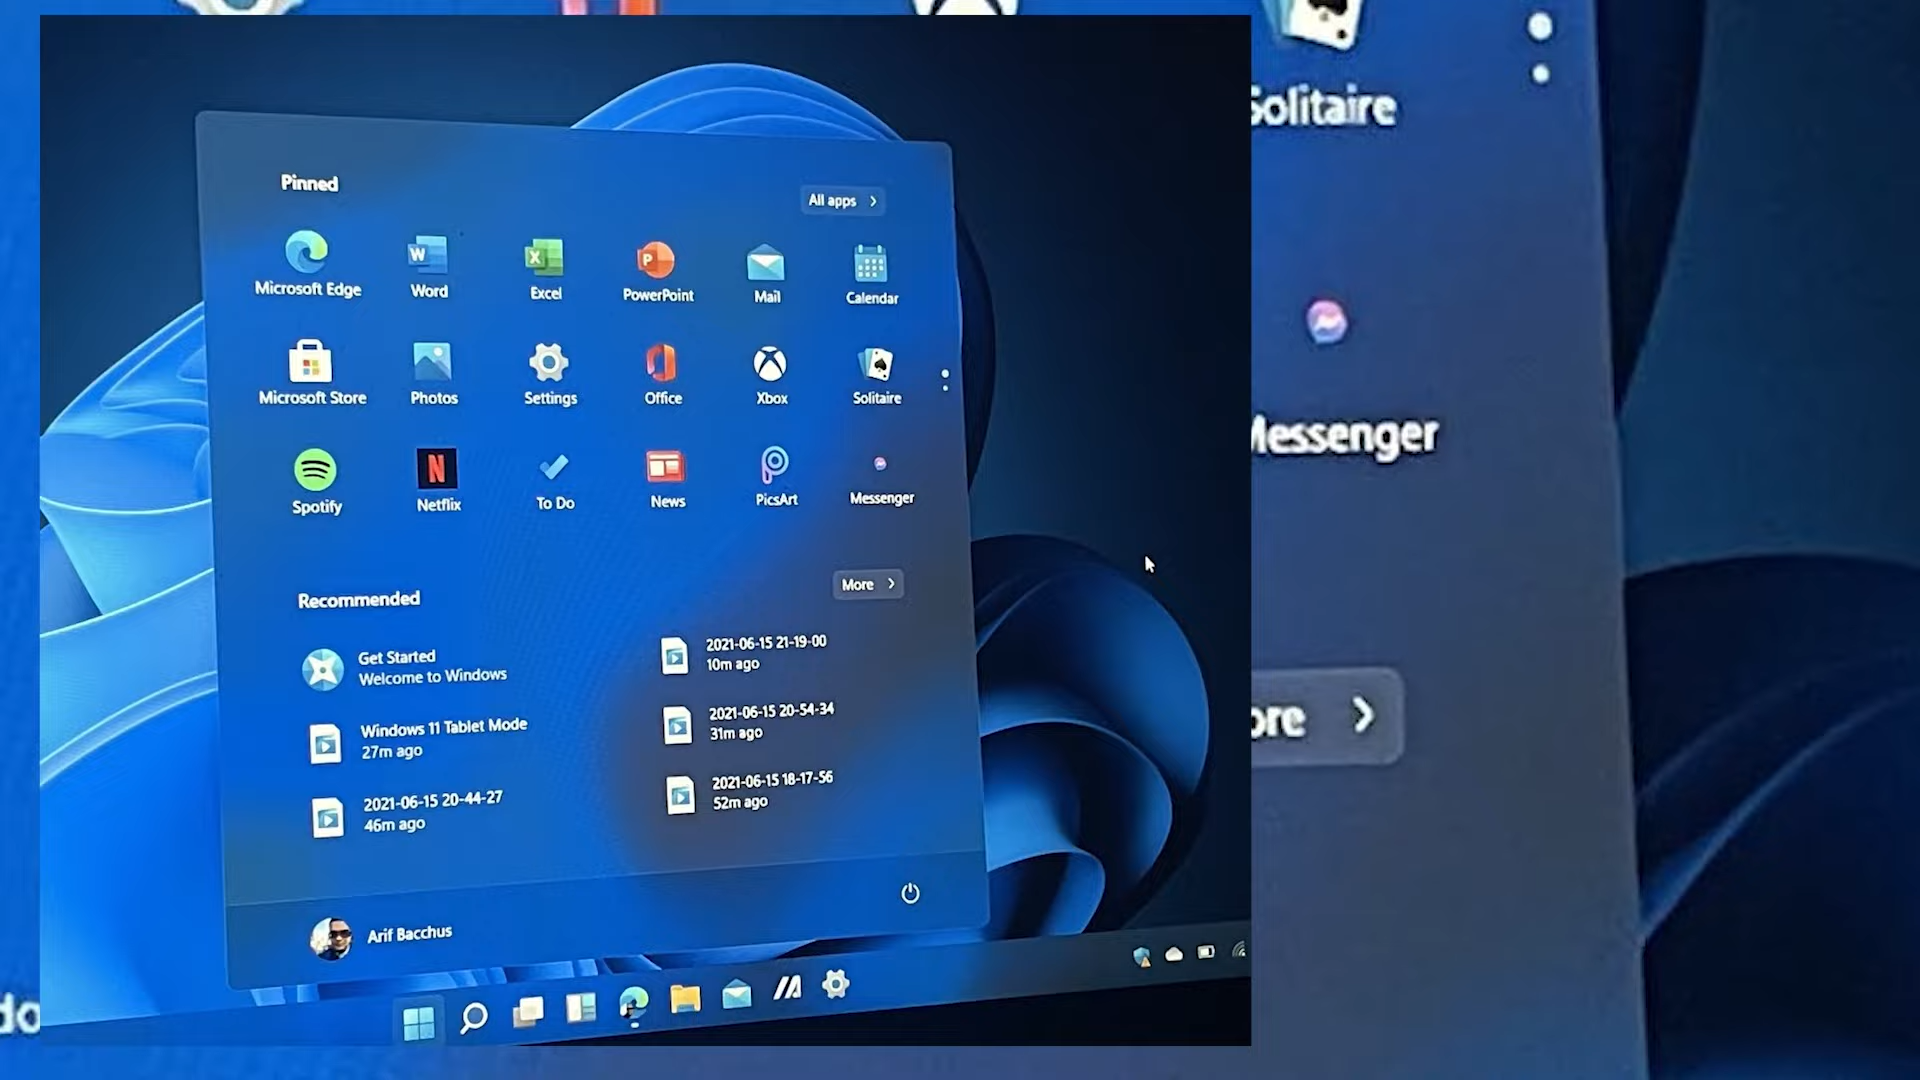 Pinned
All apps
Microsoft Edge
Word
Excel
PowerPoint
Mail
Calendar
Microsoft Store
Photos
Settings
Office
Xbox
Solitaire
Spotify
Netflix
To Do
News
PicsArt
Messenger
Recommended
More
Get Started
Welcome to Windows
2021-06-15 21-19-00
10m ago
Windows 11 Tablet Mode
27m ago
2021-06-15 20-54-34
31m ago
2021-06-15 20-44-27
46m ago
2021-06-15 18-17-56
52m ago
Arif Bacchus
Solitaire
Messenger
ore
do